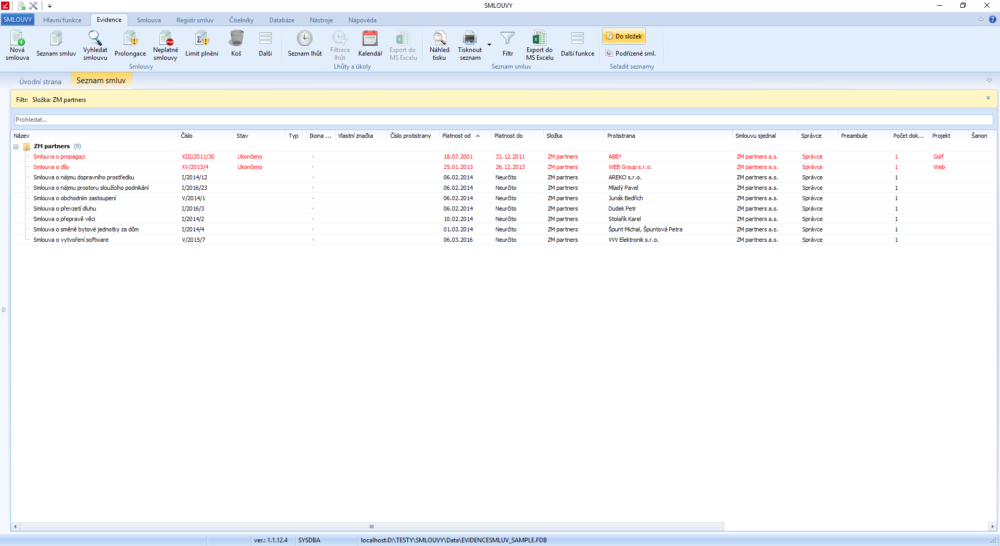 SMLOUVY
SMLOUVY Hlavní funkce Evidence Smlouva Registr smluv Číselníky Databáze Nástroje Nápověda
Nová smlouva Seznam smluv Vyhledat smlouvu Prolongace Neplatné smlouvy Limit plnění Koš Další Seznam lhůt Filtrace lhůt Kalendář Export do MS Excelu Náhled tisku Tisknout seznam Filtr Export do MS Excelu Další funkce Do složek
Podřízené sml.
Smlouvy Lhůty a úkoly Seznam smluv Seřadit seznamy
Úvodní strana Seznam smluv
Filtr: Složka: ZM partners
Prohledat...
Název Číslo Stav Typ Ikona ... Vlastní značka Číslo protistrany Platnost od Platnost do Složka Protistrana Smlouvu sjednal Správce Preambule Počet dok... Projekt Šanon
ZM partners (9)
Smlouva o propagaci XIII/2011/30 Ukončeno 18.07.2001 31.12.2011 ZM partners ABBY ZM partners a.s. Správce 1 Golf
Smlouva o dílo XV/2013/4 Ukončeno 25.01.2013 26.12.2013 ZM partners WEB Group s.r.o. ZM partners a.s. Správce 1 Web
Smlouva o nájmu dopravního prostředku I/2014/12 06.02.2014 Neurčito ZM partners AREKO s.r.o. ZM partners a.s. Správce 1
Smlouva o nájmu prostoru sloužícího podnikání I/2016/23 06.02.2014 Neurčito ZM partners Mladý Pavel ZM partners a.s. Správce 1
Smlouva o obchodním zastoupení V/2014/1 06.02.2014 Neurčito ZM partners Junák Bedřich ZM partners a.s. Správce 1
Smlouva o převzetí dluhu I/2016/3 06.02.2014 Neurčito ZM partners Dudek Petr ZM partners a.s. Správce 1
Smlouva o přepravě věci I/2014/2 10.02.2014 Neurčito ZM partners Stolařík Karel ZM partners a.s. Správce 1
Smlouva o směně bytové jednotky za dům I/2014/4 01.03.2014 Neurčito ZM partners Špunt Michal, Špuntová Petra ZM partners a.s. Správce 1
Smlouva o vytvoření software V/2015/7 06.03.2016 Neurčito ZM partners VVV Elektronik s.r.o. ZM partners a.s. Správce 1
ver.: 1.1.12.4 SYSDBA localhost:D:\TESTY\SMLOUVY\Data\EVIDENCESMLUV_SAMPLE.FDB